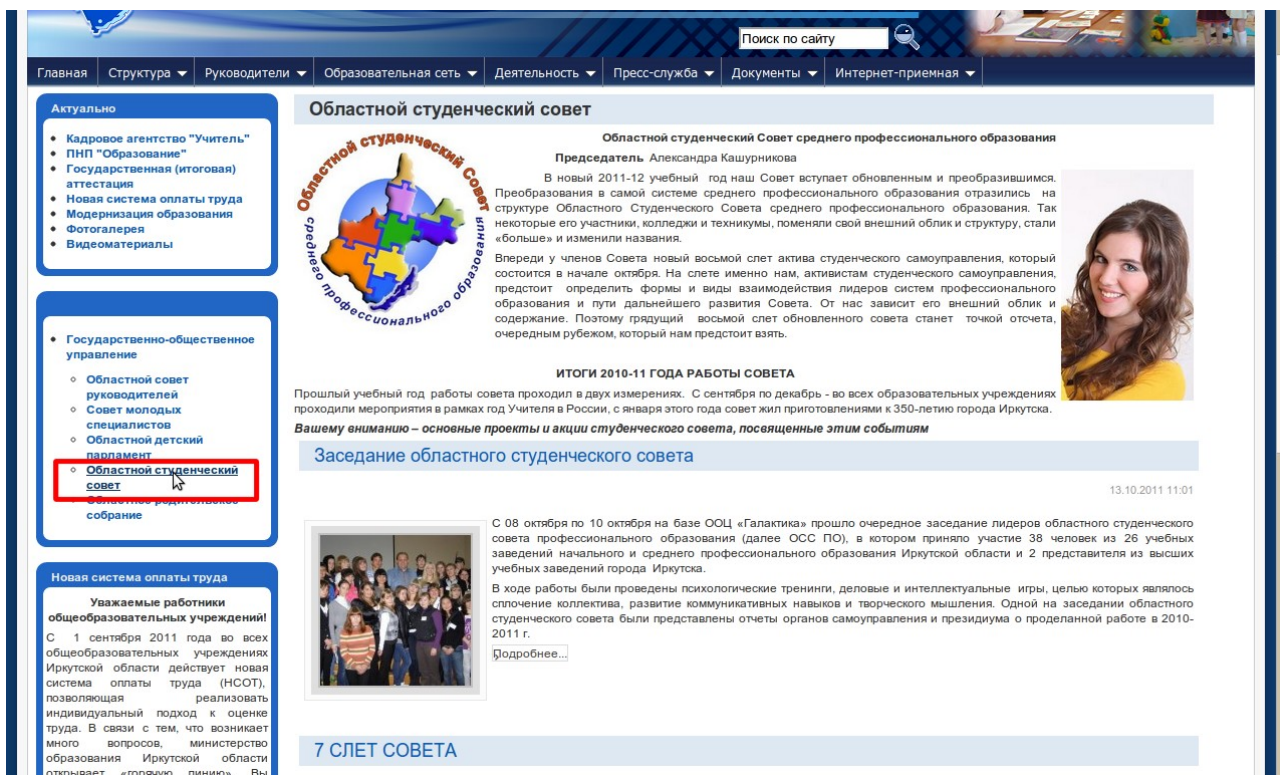 Поиск по сайту
Главная
Структура
Руководители
Образовательная сеть
Деятельность
Пресс-служба
Документы
Интернет-приемная
Актуально
Кадровое агентство "Учитель"
ПНП "Образование"
Государственная (итоговая)
аттестация
Новая система оплаты труда
Модернизация образования
Фотогалерея
Видеоматериалы
Государственно-общественное
управление
Областной совет
руководителей
Совет молодых
специалистов
Областной детский
парламент
Областной студенческий
совет
Областное родительское
собрание
Новая система оплаты труда
Уважаемые работники
общеобразовательных учреждений!
С 1 сентября 2011 года во всех
общеобразовательных учреждениях
Иркутской области действует новая
система оплаты труда (НСОТ),
позволяющая реализовать
индивидуальный подход к оценке
труда. В связи с тем, что возникает
много вопросов, министерство
образования Иркутской области
открывает «горячую линию». Вы
Областной студенческий совет
Областной студенческий Совет
среднего профессионального образования
Областной студенческий Совет среднего профессионального образования
Председатель Александра Кашурникова
В новый 2011-12 учебный год наш Совет вступает обновленным и преобразившимся.
Преобразования в самой системе среднего профессионального образования отразились на
структуре Областного Студенческого Совета среднего профессионального образования. Так
некоторые его участники, колледжи и техникумы, поменяли свой внешний облик и структуру, стали
«больше» и изменили названия.
Впереди у членов Совета новый восьмой слет актива студенческого самоуправления, который
состоится в начале октября. На слете именно нам, активистам студенческого самоуправления,
предстоит определить формы и виды взаимодействия лидеров систем профессионального
образования и пути дальнейшего развития Совета. От нас зависит его внешний облик и
содержание. Поэтому грядущий восьмой слет обновленного совета станет точкой отсчета,
очередным рубежом, который нам предстоит взять.
ИТОГИ 2010-11 ГОДА РАБОТЫ СОВЕТА
Прошлый учебный год работы совета проходил в двух измерениях. С сентября по декабрь - во всех образовательных учреждениях
проходили мероприятия в рамках год Учителя в России, с января этого года совет жил приготовлениями к 350-летию города Иркутска.
Вашему вниманию – основные проекты и акции студенческого совета, посвященные этим событиям
Заседание областного студенческого совета
13.10.2011 11:01
С 08 октября по 10 октября на базе ООЦ «Галактика» прошло очередное заседание лидеров областного студенческого
совета профессионального образования (далее ОСС ПО), в котором приняло участие 38 человек из 26 учебных
заведений начального и среднего профессионального образования Иркутской области и 2 представителя из высших
учебных заведений города Иркутска.
В ходе работы были проведены психологические тренинги, деловые и интеллектуальные игры, целью которых являлось
сплочение коллектива, развитие коммуникативных навыков и творческого мышления. Одной на заседании областного
студенческого совета были представлены отчеты органов самоуправления и президиума о проделанной работе в 2010-
2011 г.
Подробнее...
7 СЛЕТ СОВЕТА